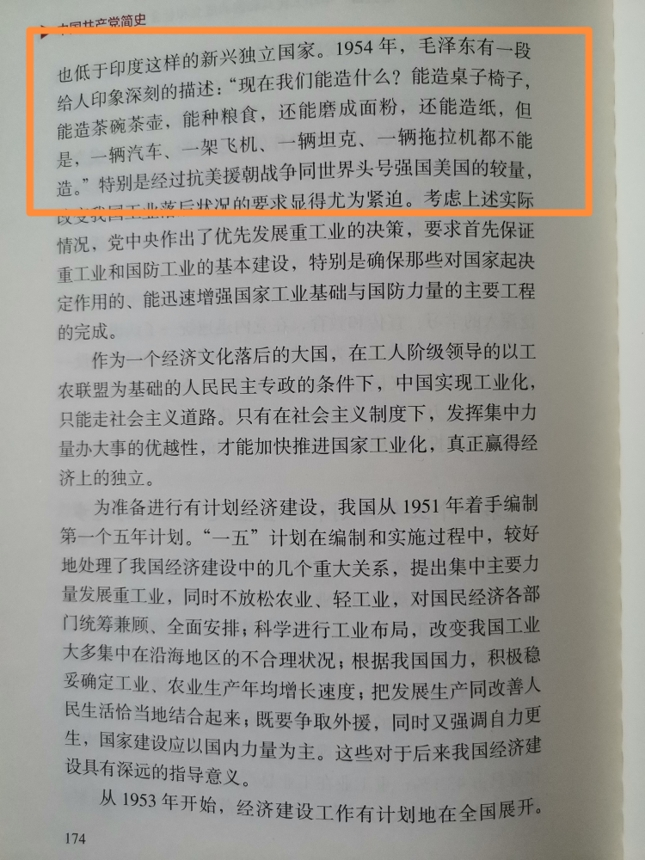 中国共产党简史
也低于印度这样的新兴独立国家。1954年，毛泽东有一段
给人印象深刻的描述：“现在我们能造什么？能造桌子椅子，
能造茶碗茶壶，能种粮食，还能磨成面粉，还能造纸，但
是，一辆汽车、一架飞机、一辆坦克、一辆拖拉机都不能
造。”特别是经过抗美援朝战争同世界头号强国美国的较量，
改变我国工业落后状况的要求显得尤为紧迫。考虑上述实际
情况，党中央作出了优先发展重工业的决策，要求首先保证
重工业和国防工业的基本建设，特别是确保那些对国家起决
定作用的、能迅速增强国家工业基础与国防力量的主要工程
的完成。
作为一个经济文化落后的大国，在工人阶级领导的以工
农联盟为基础的人民民主专政的条件下，中国实现工业化，
只能走社会主义道路。只有在社会主义制度下，发挥集中力
量办大事的优越性，才能加快推进国家工业化，真正赢得经
济上的独立。
为准备进行有计划经济建设，我国从1951年着手编制
第一个五年计划。“一五”计划在编制和实施过程中，较好
地处理了我国经济建设中的几个重大关系，提出集中主要力
量发展重工业，同时不放松农业、轻工业，对国民经济各部
门统筹兼顾、全面安排；科学进行工业布局，改变我国工业
大多集中在沿海地区的不合理状况；根据我国国力，积极稳
妥确定工业、农业生产年均增长速度；把发展生产同改善人
民生活恰当地结合起来；既要争取外援，同时又强调自力更
生，国家建设应以国内力量为主。这些对于后来我国经济建
设具有深远的指导意义。
从1953年开始，经济建设工作有计划地在全国展开。
174